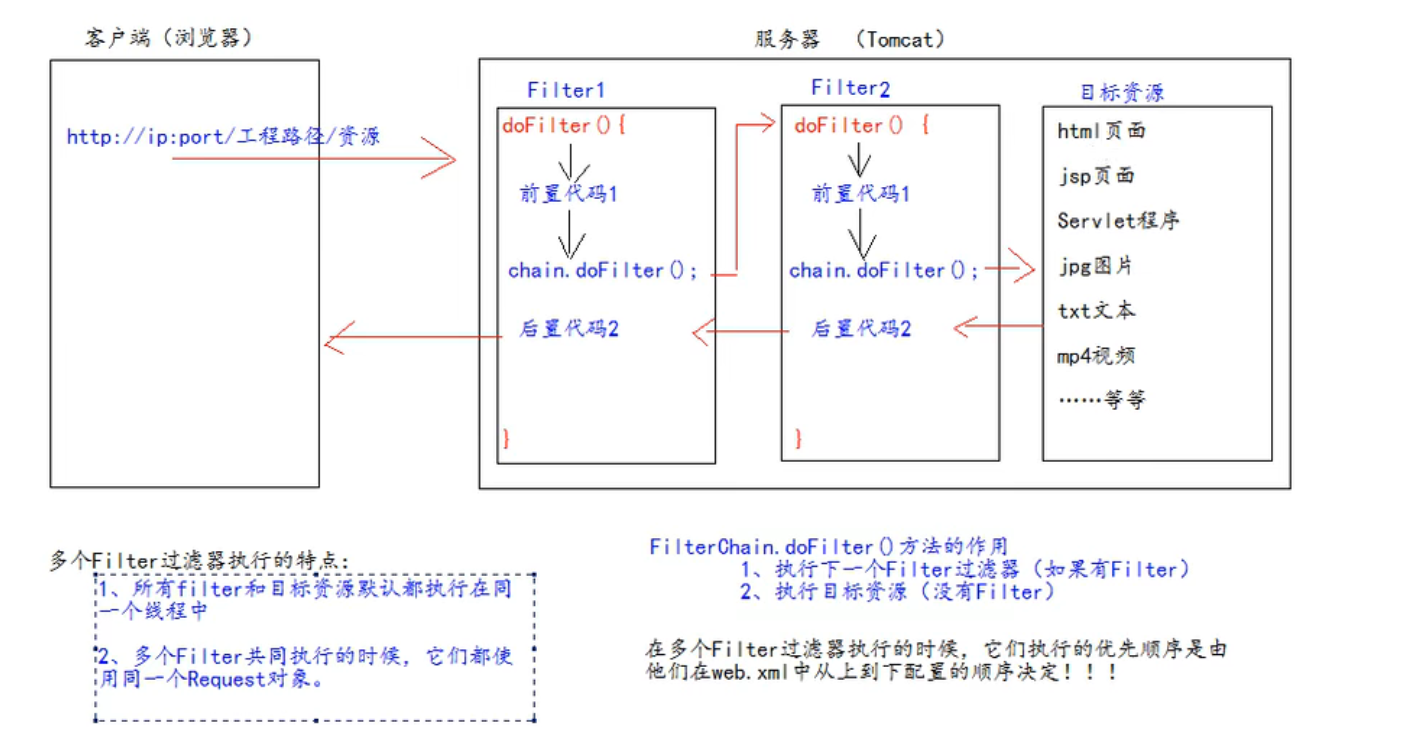 客户端（浏览器）
服务器 （Tomcat）
http://ip:port/工程路径/资源
Filter1
doFilter(){
前置代码1
chain.doFilter();
后置代码2
}
Filter2
doFilter() {
前置代码1
chain.doFilter();
后置代码2
}
目标资源
html页面
jsp页面
Servlet程序
jpg图片
txt文本
mp4视频
……等等
多个Filter过滤器执行的特点:
1、所有filter和目标资源默认都执行在同
一个线程中
2、多个Filter共同执行的时候，它们都使
用同一个Request对象。
FilterChain.doFilter()方法的作用
1、执行下一个Filter过滤器（如果有Filter）
2、执行目标资源（没有Filter）
在多个Filter过滤器执行的时候，它们执行的优先顺序是由
他们在web.xml中从上到下配置的顺序决定！！！